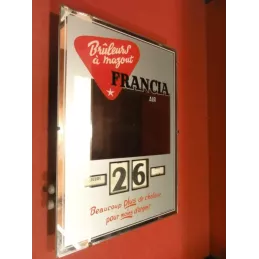 Brûleurs
à mazout
FRANCIA
26
Beaucoup plus de chaleur
pour moins d'argent